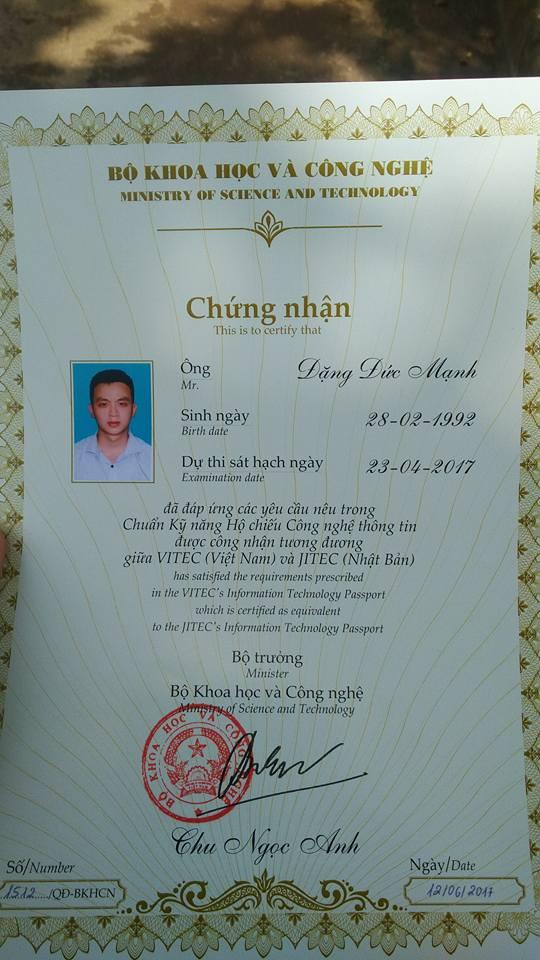 BỘ KHOA HỌC VÀ CÔNG NGHỆ
MINISTRY OF SCIENCE AND TECHNOLOGY
Chứng nhận
This is to certify that
Ông Đặng Đức Mạnh
Mr.
Sinh ngày 28-02-1992
Birth date
Dự thi sát hạch ngày 23-04-2017
Examination date
đã đáp ứng các yêu cầu nêu trong
Chuẩn Kỹ năng Hộ chiếu Công nghệ thông tin
được công nhận tương đương
giữa VITEC (Việt Nam) và JITEC (Nhật Bản)
has satisfied the requirements prescribed
in the VITEC's Information Technology Passport
which is certified as equivalent
to the JITEC's Information Technology Passport
Bộ trưởng
Minister
Bộ Khoa học và Công nghệ
Ministry of Science and Technology
BỘ KHOA HỌC VÀ CÔNG NGHỆ
Chu Ngọc Anh
Số/Number
1512...../QĐ-BKHCN
Ngày/Date
12/06/2017